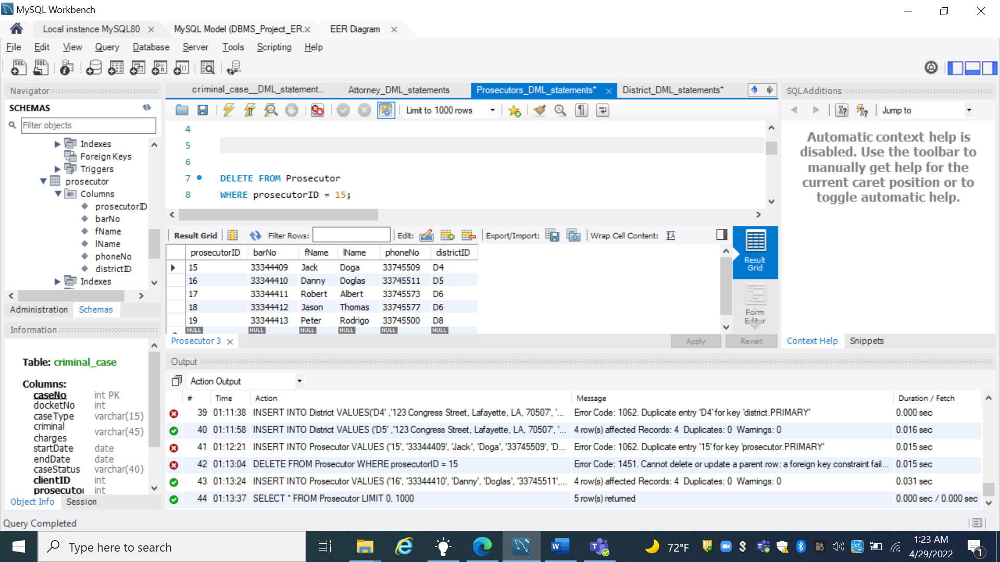 MySQL Workbench
Local instance MySQL80
MySQL Model (DBMS_Project_ER.
EER Diagram
File Edit View Query Database Server Tools Scripting Help
Navigator
SCHEMAS
Filter objects
Indexes
Foreign Keys
Triggers
prosecutor
Columns
prosecutorID
barNo
fName
lName
phoneNo
districtID
Indexes
Administration Schemas
Information
Table: criminal_case
Columns:
caseNo int PK
docketNo int
caseType varchar(15)
criminal
charges varchar(45)
startDate date
endDate date
caseStatus varchar(40)
clientID int
prosecutor int
Object Info Session
criminal_case__DML_statement...
Attorney_DML_statements
Prosecutors_DML_statements*
District_DML_statements*
Limit to 1000 rows
4
5
6
7 DELETE FROM Prosecutor
8 WHERE prosecutorID = 15;
Result Grid Filter Rows: Edit: Export/Import: Wrap Cell Content:
prosecutorID barNo fName lName phoneNo districtID
15 33344409 Jack Doga 33745509 D4
16 33344410 Danny Doglas 33745511 D5
17 33344411 Robert Albert 33745573 D6
18 33344412 Jason Thomas 33745577 D6
19 33344413 Peter Rodrigo 33745500 D8
NULL NULL NULL NULL NULL NULL
Result
Grid
Form
Editor
Prosecutor 3
Apply Revert
SQLAdditions
Jump to
Automatic context help is
disabled. Use the toolbar to
manually get help for the
current caret position or to
toggle automatic help.
Context Help Snippets
Output
Action Output
# Time Action Message Duration / Fetch
39 01:11:38 INSERT INTO District VALUES('D4' ,'123 Congress Street, Lafayette, LA, 70507', '... Error Code: 1062. Duplicate entry 'D4' for key 'district.PRIMARY' 0.000 sec
40 01:11:58 INSERT INTO District VALUES ('D5' ,'123 Congress Street, Lafayette, LA, 70507', '... 4 row(s) affected Records: 4 Duplicates: 0 Warnings: 0 0.016 sec
41 01:12:21 INSERT INTO Prosecutor VALUES ('15', '33344409', 'Jack', 'Doga', '33745509', 'D... Error Code: 1062. Duplicate entry '15' for key 'prosecutor.PRIMARY' 0.015 sec
42 01:13:04 DELETE FROM Prosecutor WHERE prosecutorID = 15 Error Code: 1451. Cannot delete or update a parent row: a foreign key constraint fail... 0.015 sec
43 01:13:24 INSERT INTO Prosecutor VALUES ('16', '33344410', 'Danny', 'Doglas', '33745511',... 4 row(s) affected Records: 4 Duplicates: 0 Warnings: 0 0.031 sec
44 01:13:37 SELECT * FROM Prosecutor LIMIT 0, 1000 5 row(s) returned 0.000 sec / 0.000 sec
Query Completed
Type here to search
72°F
1:23 AM
4/29/2022
1